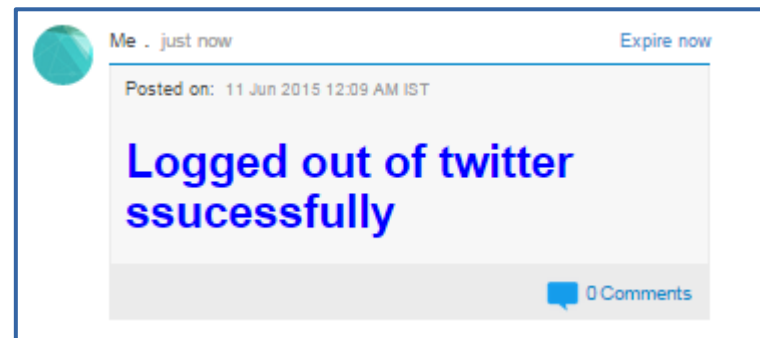 Me . just now Expire now
Posted on: 11 Jun 2015 12:09 AM IST
Logged out of twitter
ssucessfully
0 Comments